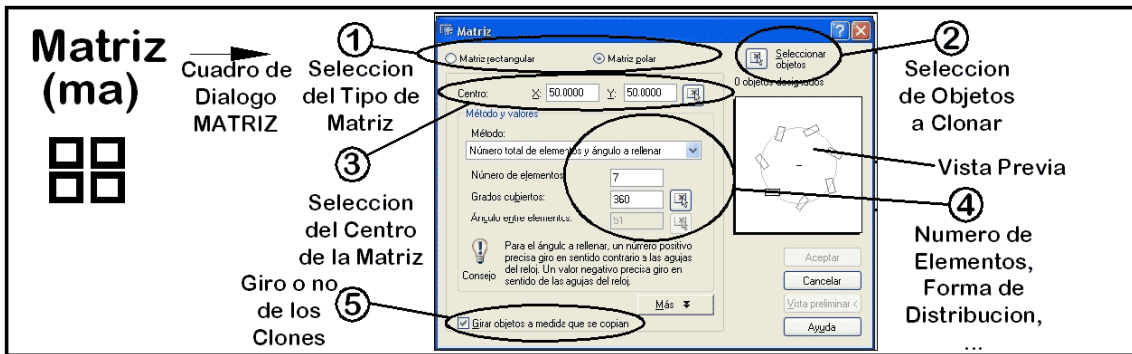 Matriz
(ma)
Cuadro de
Dialogo
MATRIZ
1
Seleccion
del Tipo de
Matriz
3
Seleccion
del Centro
de la Matriz
Giro o no
de los
Clones
5
Matriz
Matriz rectangular
Matriz polar
Seleccionar
objetos
0 objetos designados
Centro: X: 50.0000 Y: 50.0000
Método y valores
Método:
Número total de elementos y ángulo a rellenar
Número de elementos: 7
Grados cubiertos: 360
Ángulo entre elementos: 51
Para el ángulo a rellenar, un número positivo
precisa giro en sentido contrario a las agujas
del reloj. Un valor negativo precisa giro en
sentido de las agujas del reloj.
Consejo
Más
Girar objetos a medida que se copian
Aceptar
Cancelar
Vista preliminar <
Ayuda
2
Seleccion
de Objetos
a Clonar
Vista Previa
4
Numero de
Elementos,
Forma de
Distribucion,
...